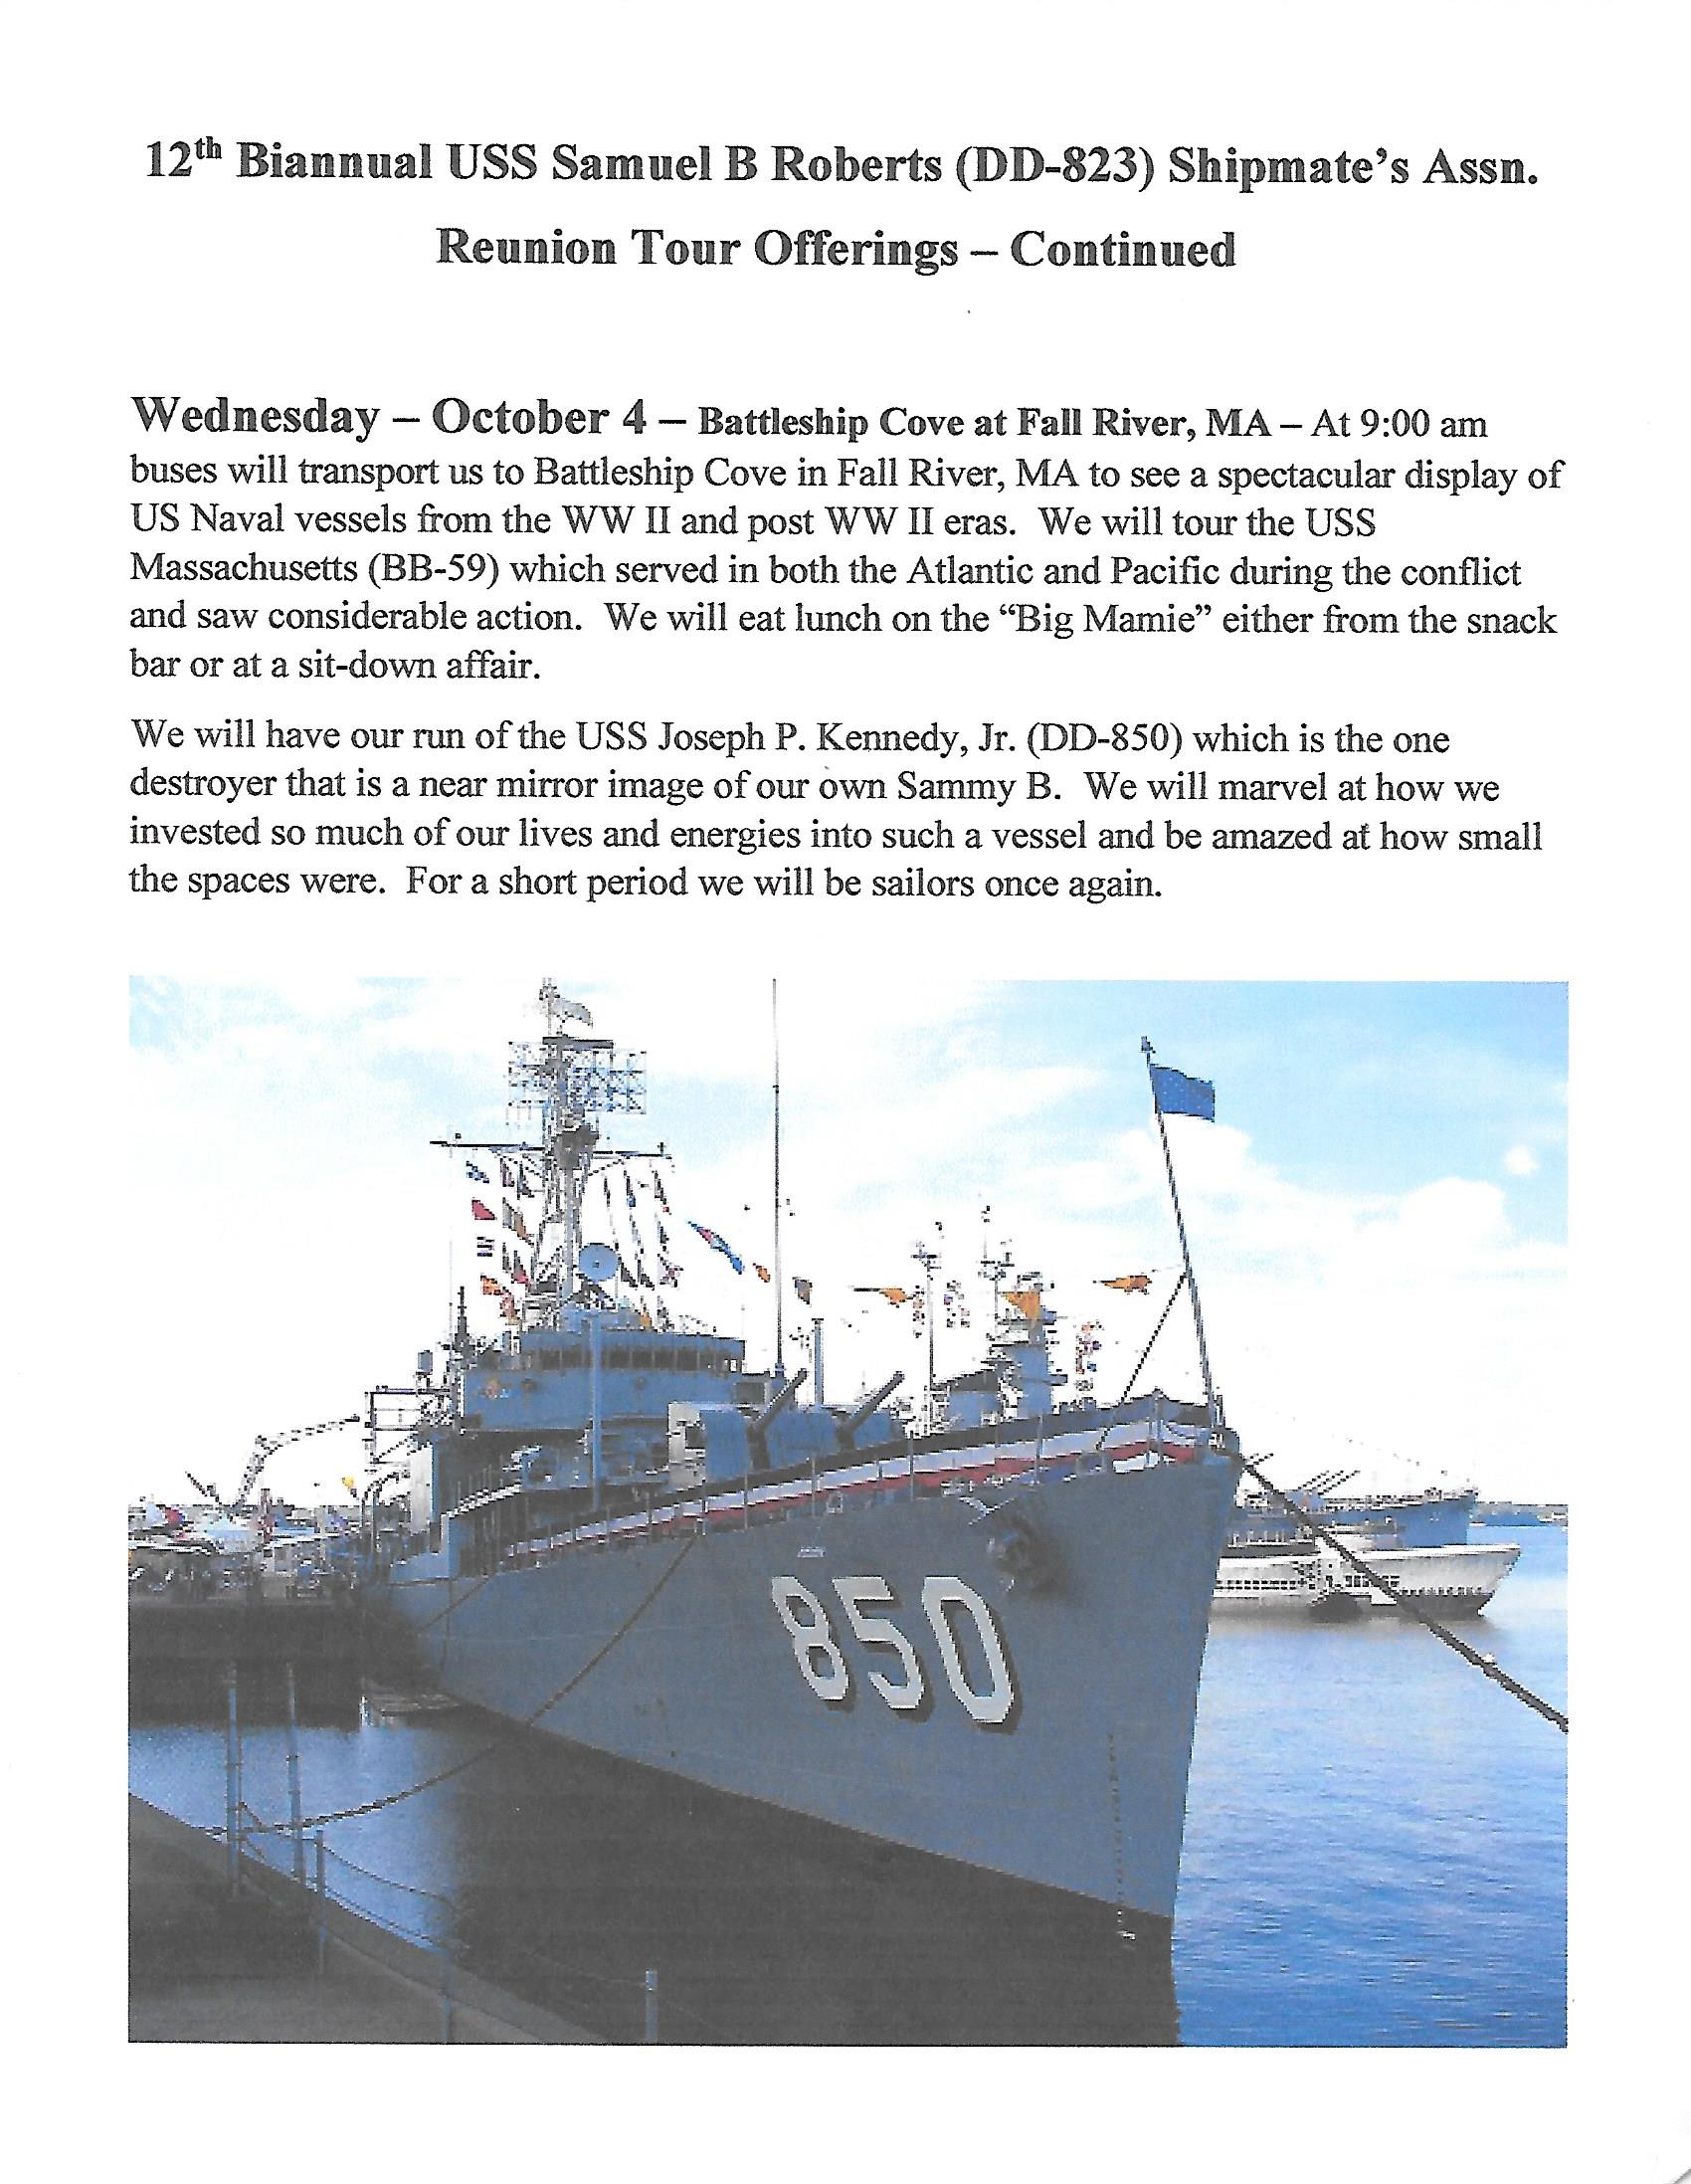 12th Biannual USS Samuel B Roberts (DD-823) Shipmate's Assn.
Reunion Tour Offerings – Continued
Wednesday – October 4 – Battleship Cove at Fall River, MA – At 9:00 am
buses will transport us to Battleship Cove in Fall River, MA to see a spectacular display of
US Naval vessels from the WW II and post WW II eras.  We will tour the USS
Massachusetts (BB-59) which served in both the Atlantic and Pacific during the conflict
and saw considerable action.  We will eat lunch on the “Big Mamie” either from the snack
bar or at a sit-down affair.
We will have our run of the USS Joseph P. Kennedy, Jr. (DD-850) which is the one
destroyer that is a near mirror image of our own Sammy B.  We will marvel at how we
invested so much of our lives and energies into such a vessel and be amazed at how small
the spaces were.  For a short period we will be sailors once again.
850